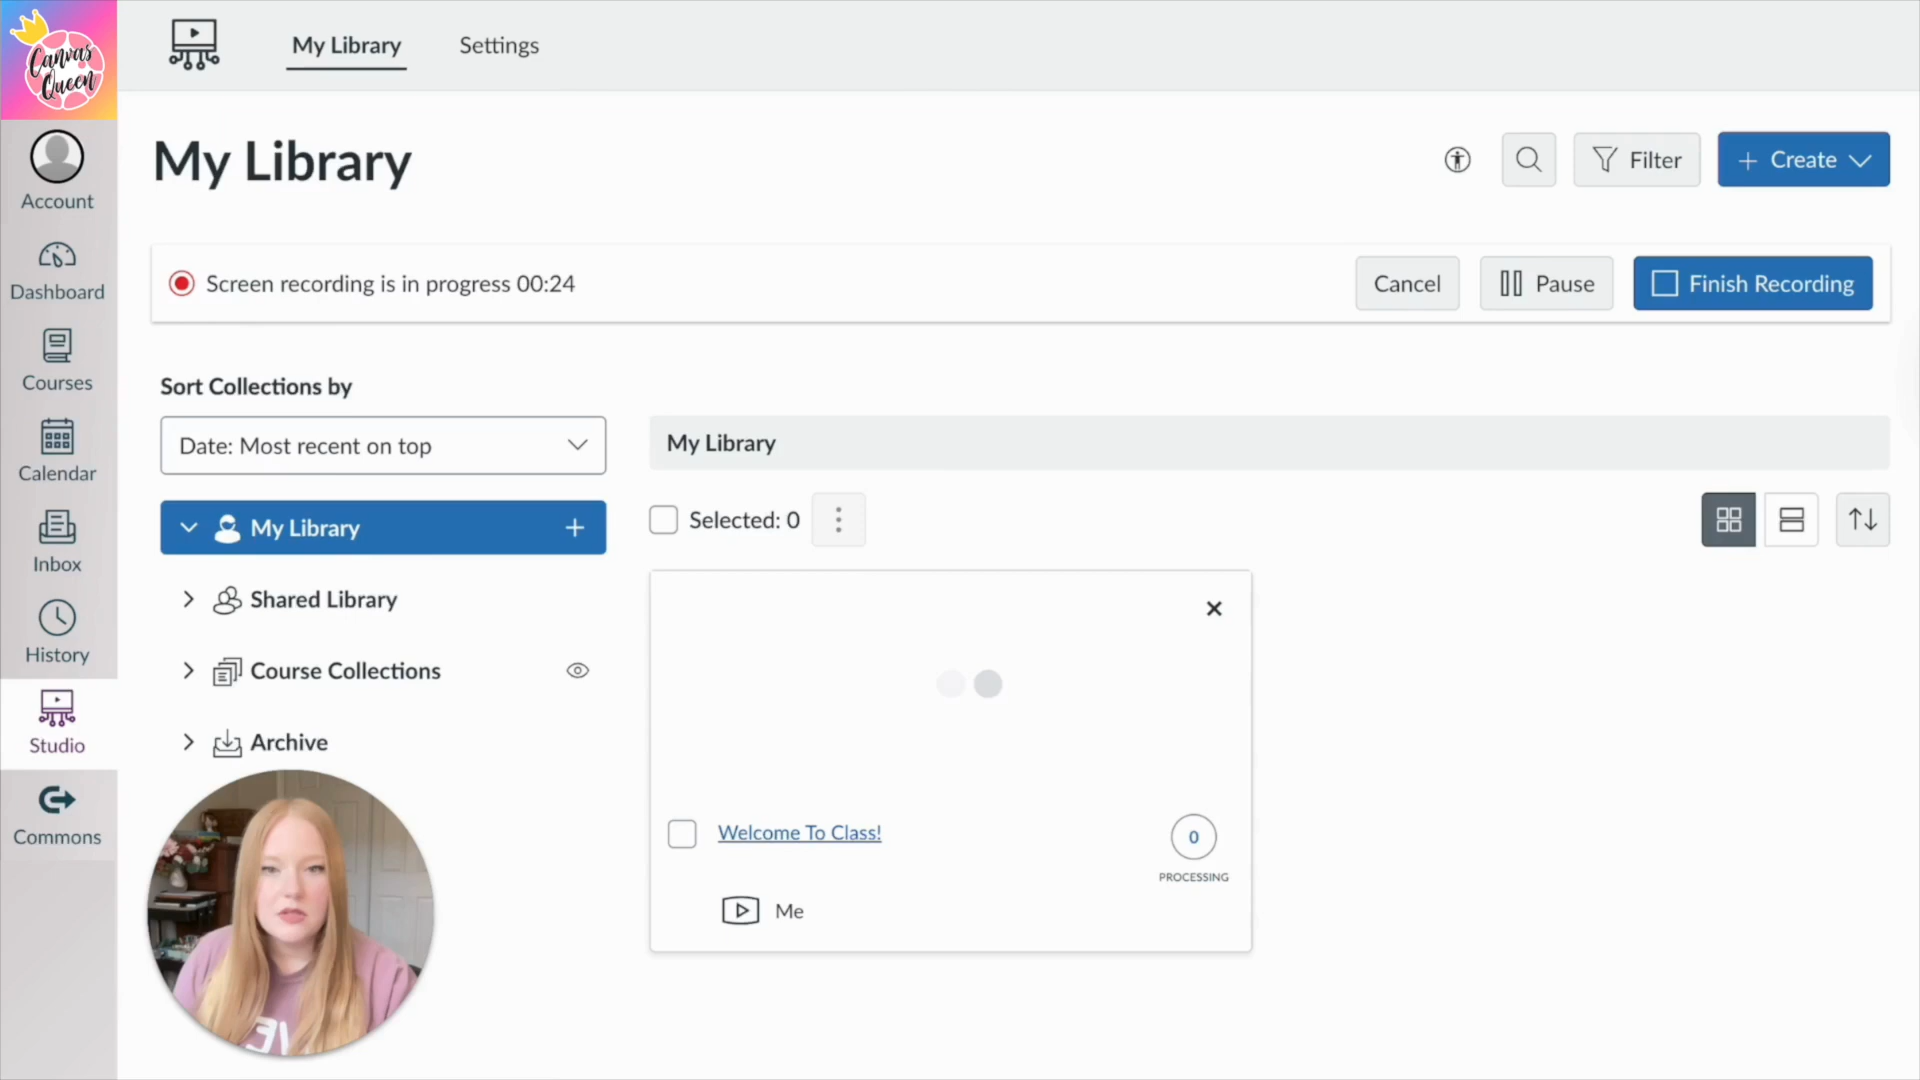 Canvas
Queen
My Library
Settings
Account
Dashboard
Courses
Calendar
Inbox
History
Studio
Commons
My Library
Filter
+ Create
Screen recording is in progress 00:24
Cancel
Pause
Finish Recording
Sort Collections by
Date: Most recent on top
My Library +
Shared Library
Course Collections
Archive
My Library
Selected: 0
Welcome To Class!
0
PROCESSING
Me